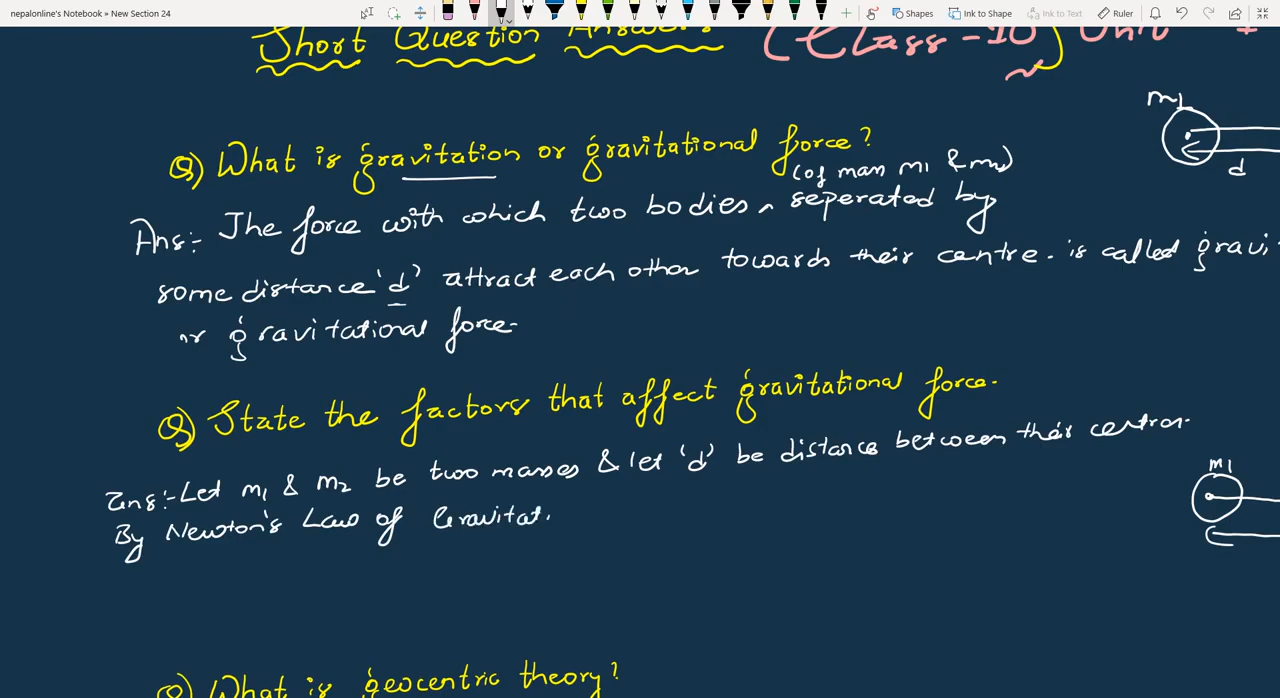 nepalonline's Notebook » New Section 24
Shapes Ink to Shape Ink to Text Ruler
Short Question Answers (Class-10) Unit
m1
d
Q) What is gravitation or gravitational force?
(of mass m1 & m2)
Ans:- The force with which two bodies ^ seperated by
some distance 'd' attract each other towards their centre. is called gravi
or gravitational force.
Q) State the factors that affect gravitational force.
Ans:- Let m1 & m2 be two masses & let 'd' be distance between their centres.
m1
By Newton's Law of Gravitat.
Q) What is geocentric theory?